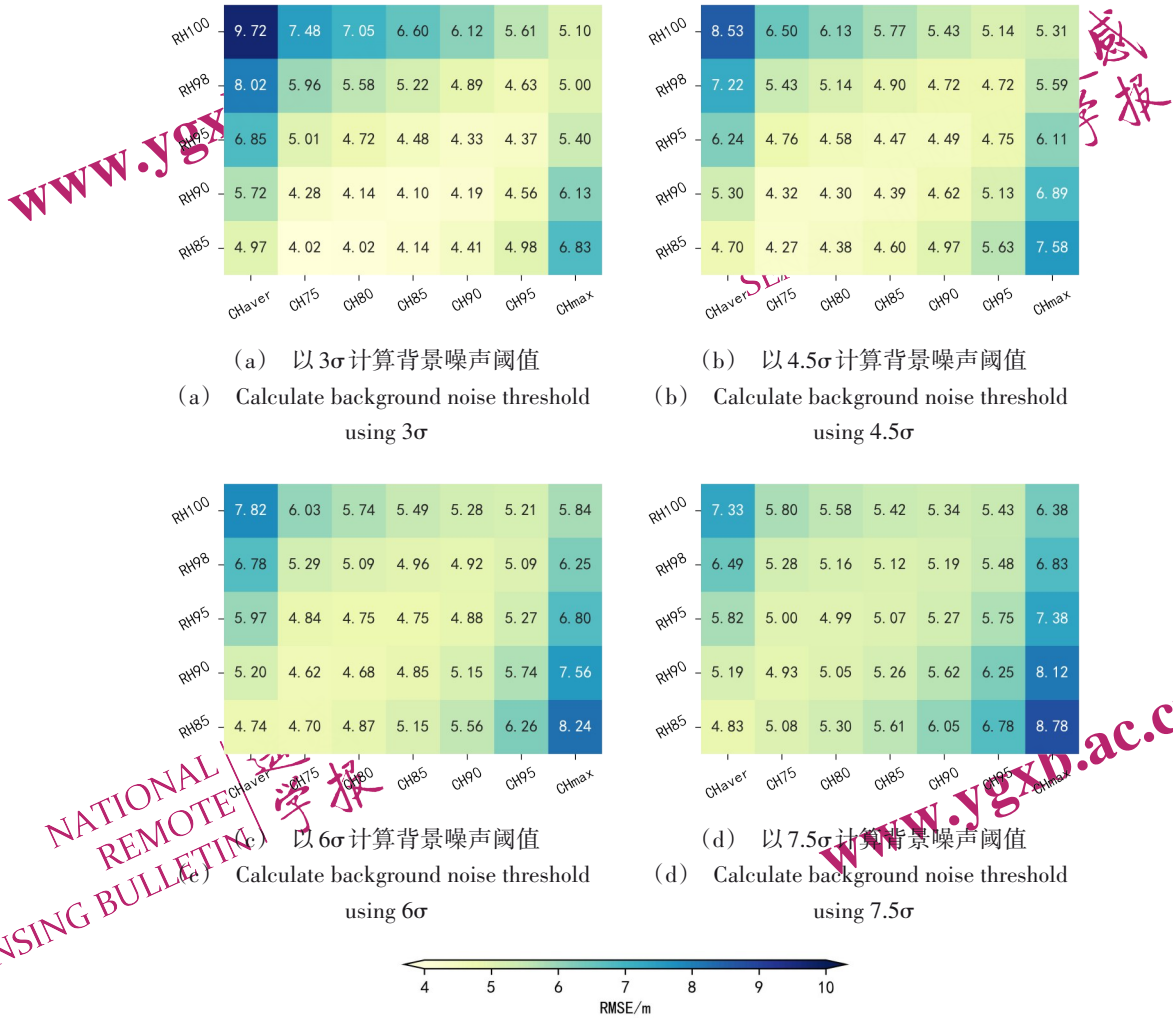 RH100 9.72 7.48 7.05 6.60 6.12 5.61 5.10
RH98 8.02 5.96 5.58 5.22 4.89 4.63 5.00
RH95 6.85 5.01 4.72 4.48 4.33 4.37 5.40
RH90 5.72 4.28 4.14 4.10 4.19 4.56 6.13
RH85 4.97 4.02 4.02 4.14 4.41 4.98 6.83
CHaver CH75 CH80 CH85 CH90 CH95 CHmax
(a) 以3σ计算背景噪声阈值
(a) Calculate background noise threshold
using 3σ
RH100 8.53 6.50 6.13 5.77 5.43 5.14 5.31
RH98 7.22 5.43 5.14 4.90 4.72 4.72 5.59
RH95 6.24 4.76 4.58 4.47 4.49 4.75 6.11
RH90 5.30 4.32 4.30 4.39 4.62 5.13 6.89
RH85 4.70 4.27 4.38 4.60 4.97 5.63 7.58
CHaver CH75 CH80 CH85 CH90 CH95 CHmax
(b) 以4.5σ计算背景噪声阈值
(b) Calculate background noise threshold
using 4.5σ
RH100 7.82 6.03 5.74 5.49 5.28 5.21 5.84
RH98 6.78 5.29 5.09 4.96 4.92 5.09 6.25
RH95 5.97 4.84 4.75 4.75 4.88 5.27 6.80
RH90 5.20 4.62 4.68 4.85 5.15 5.74 7.56
RH85 4.74 4.70 4.87 5.15 5.56 6.26 8.24
CHaver CH75 CH80 CH85 CH90 CH95 CHmax
(c) 以6σ计算背景噪声阈值
(c) Calculate background noise threshold
using 6σ
RH100 7.33 5.80 5.58 5.42 5.34 5.43 6.38
RH98 6.49 5.28 5.16 5.12 5.19 5.48 6.83
RH95 5.82 5.00 4.99 5.07 5.27 5.75 7.38
RH90 5.19 4.93 5.05 5.26 5.62 6.25 8.12
RH85 4.83 5.08 5.30 5.61 6.05 6.78 8.78
CHaver CH75 CH80 CH85 CH90 CH95 CHmax
(d) 以7.5σ计算背景噪声阈值
(d) Calculate background noise threshold
using 7.5σ
4 5 6 7 8 9 10
RMSE/m
www.ygx
感
学报
NATIONAL
REMOTE
NSING BULLETIN
学报
www.ygxb.ac.c